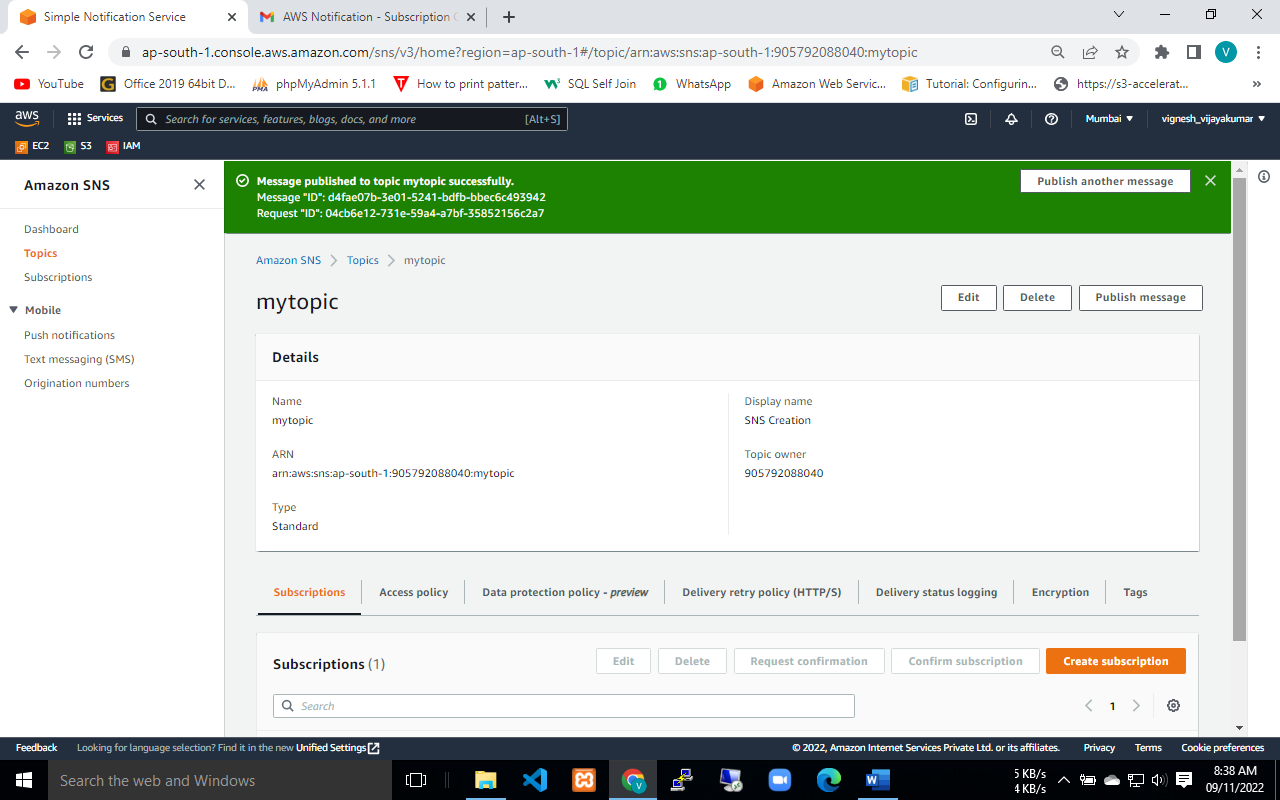 Simple Notification Service
AWS Notification - Subscription C
ap-south-1.console.aws.amazon.com/sns/v3/home?region=ap-south-1#/topic/arn:aws:sns:ap-south-1:905792088040:mytopic
V
YouTube
Office 2019 64bit D...
phpMyAdmin 5.1.1
How to print patter...
SQL Self Join
WhatsApp
Amazon Web Servic...
Tutorial: Configurin...
https://s3-accelerat...
»
aws
Services
Search for services, features, blogs, docs, and more
[Alt+S]
Mumbai
vignesh_vijayakumar
EC2
S3
IAM
Amazon SNS
Dashboard
Topics
Subscriptions
Mobile
Push notifications
Text messaging (SMS)
Origination numbers
Message published to topic mytopic successfully.
Message "ID": d4fae07b-3e01-5241-bdfb-bbec6c493942
Request "ID": 04cb6e12-731e-59a4-a7bf-35852156c2a7
Publish another message
Amazon SNS
Topics
mytopic
mytopic
Edit
Delete
Publish message
Details
Name
mytopic
ARN
arn:aws:sns:ap-south-1:905792088040:mytopic
Type
Standard
Display name
SNS Creation
Topic owner
905792088040
Subscriptions
Access policy
Data protection policy - preview
Delivery retry policy (HTTP/S)
Delivery status logging
Encryption
Tags
Subscriptions (1)
Edit
Delete
Request confirmation
Confirm subscription
Create subscription
Search
1
Feedback
Looking for language selection? Find it in the new Unified Settings
© 2022, Amazon Internet Services Private Ltd. or its affiliates.
Privacy
Terms
Cookie preferences
Search the web and Windows
5 KB/s
4 KB/s
8:38 AM
09/11/2022